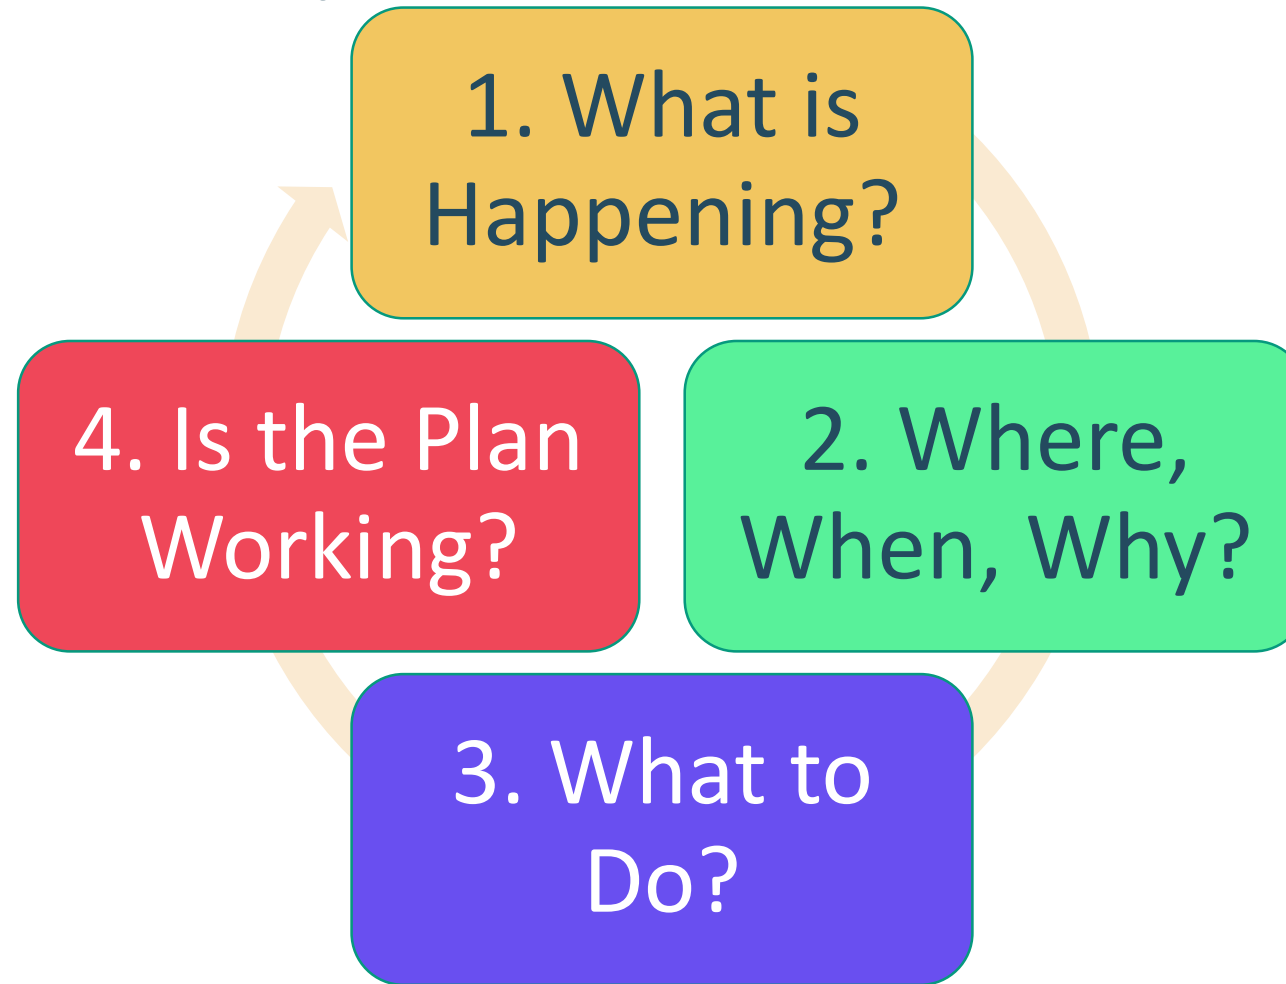 1. What is
Happening?
2. Where,
When, Why?
3. What to
Do?
4. Is the Plan
Working?